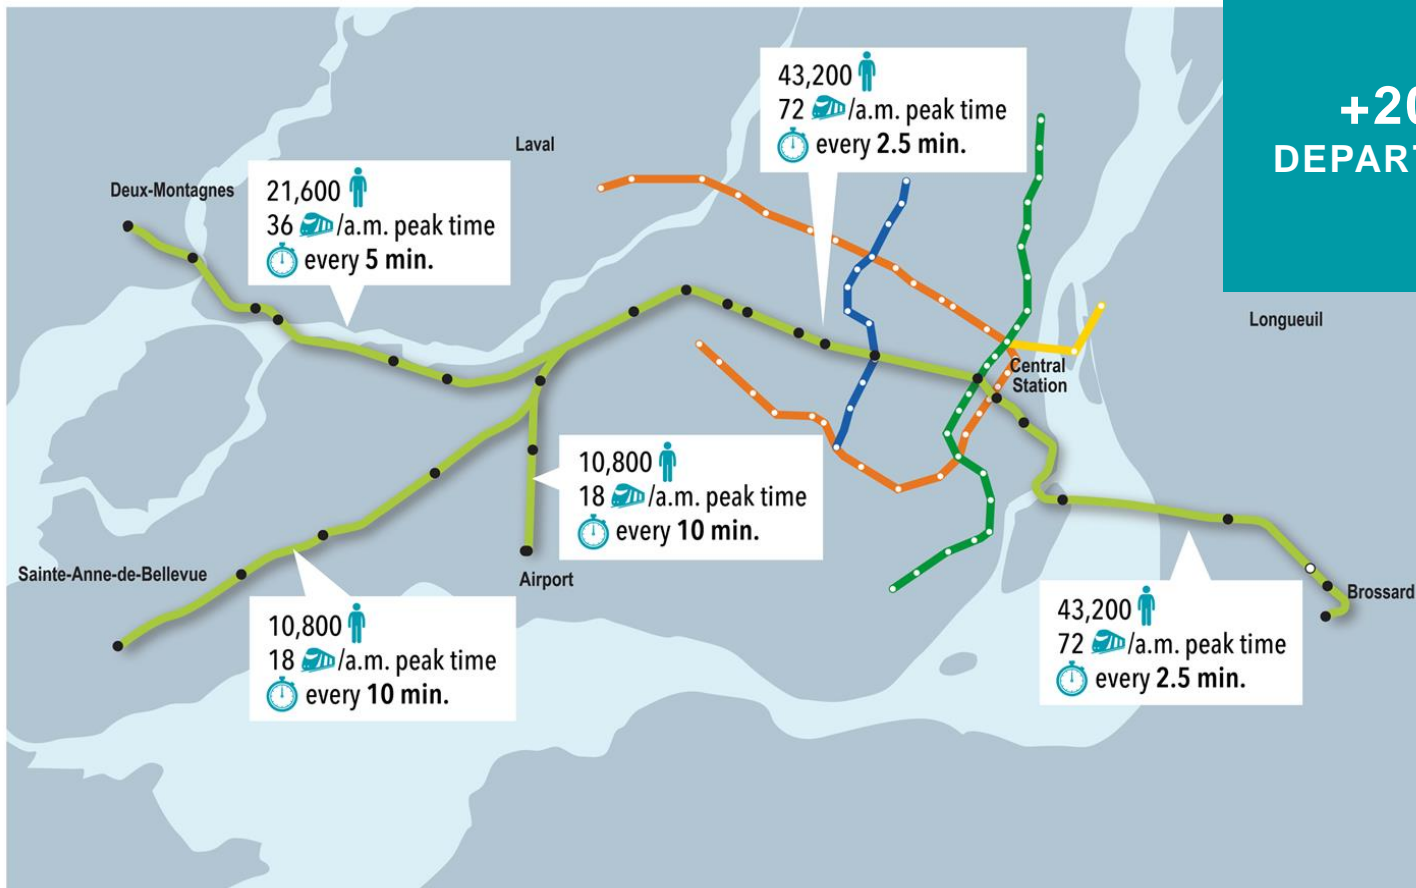 43,200
72 /a.m. peak time
every 2.5 min.
+20
DEPART
Laval
Deux-Montagnes
21,600
36 /a.m. peak time
every 5 min.
Longueuil
Central
Station
10,800
18 /a.m. peak time
every 10 min.
Sainte-Anne-de-Bellevue
Airport
10,800
18 /a.m. peak time
every 10 min.
43,200
72 /a.m. peak time
every 2.5 min.
Brossard